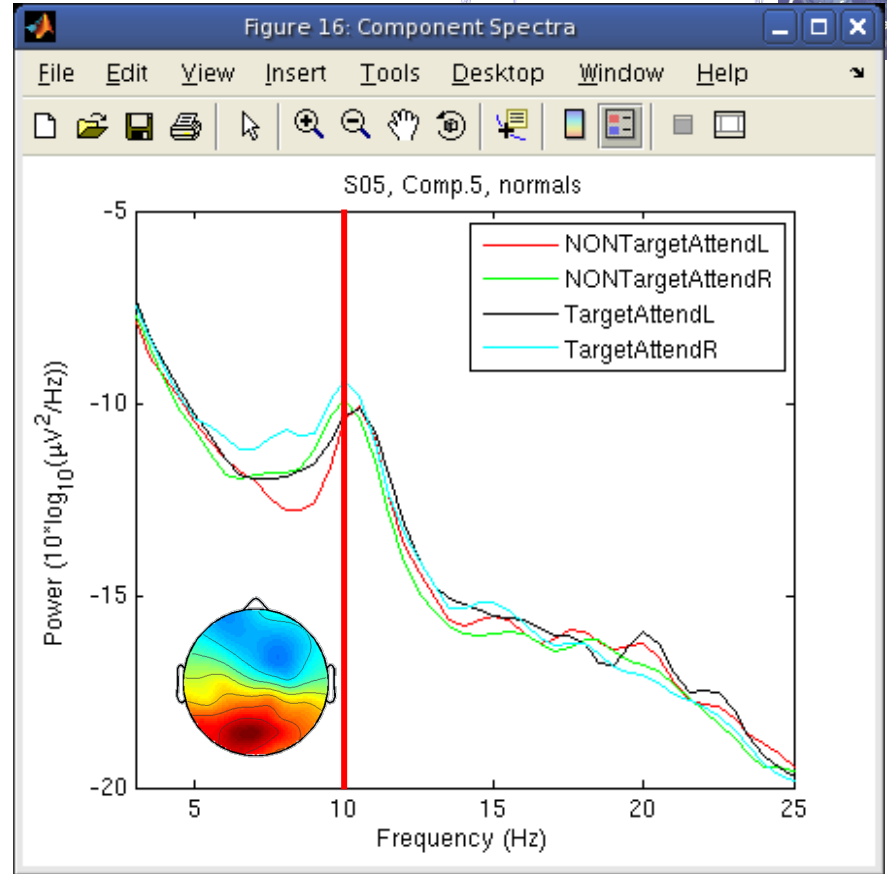 Figure 16: Component Spectra
File Edit View Insert Tools Desktop Window Help
S05, Comp.5, normals
-5
NONTargetAttendL
NONTargetAttendR
TargetAttendL
TargetAttendR
-10
Power (10*log10(μV²/Hz))
-15
-20
5 10 15 20 25
Frequency (Hz)